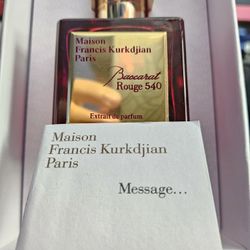 Maison
Francis Kurkdjian
Paris
Baccarat
Rouge 540
Extrait de parfum
Maison
Francis Kurkdjian
Paris
Message...